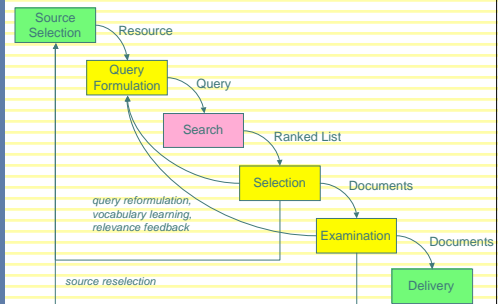 Source
Selection
Resource
Query
Formulation
Query
Search
Ranked List
Selection
Documents
query reformulation,
vocabulary learning,
relevance feedback
Examination
Documents
source reselection
Delivery